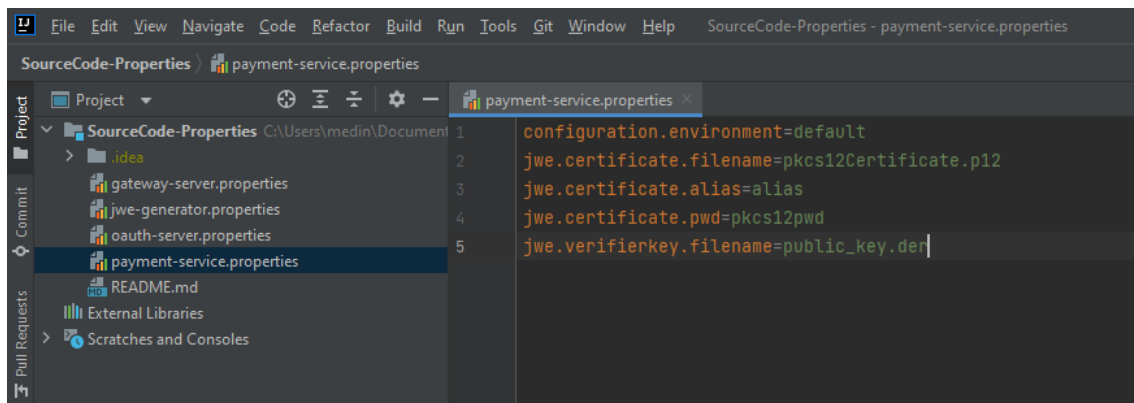 File Edit View Navigate Code Refactor Build Run Tools Git Window Help SourceCode-Properties - payment-service.properties
SourceCode-Properties payment-service.properties
Project
Commit
Pull Requests
Project
SourceCode-Properties C:\Users\medin\Document
.idea
gateway-server.properties
jwe-generator.properties
oauth-server.properties
payment-service.properties
README.md
External Libraries
Scratches and Consoles
payment-service.properties
1 configuration.environment=default
2 jwe.certificate.filename=pkcs12Certificate.p12
3 jwe.certificate.alias=alias
4 jwe.certificate.pwd=pkcs12pwd
5 jwe.verifierkey.filename=public_key.der